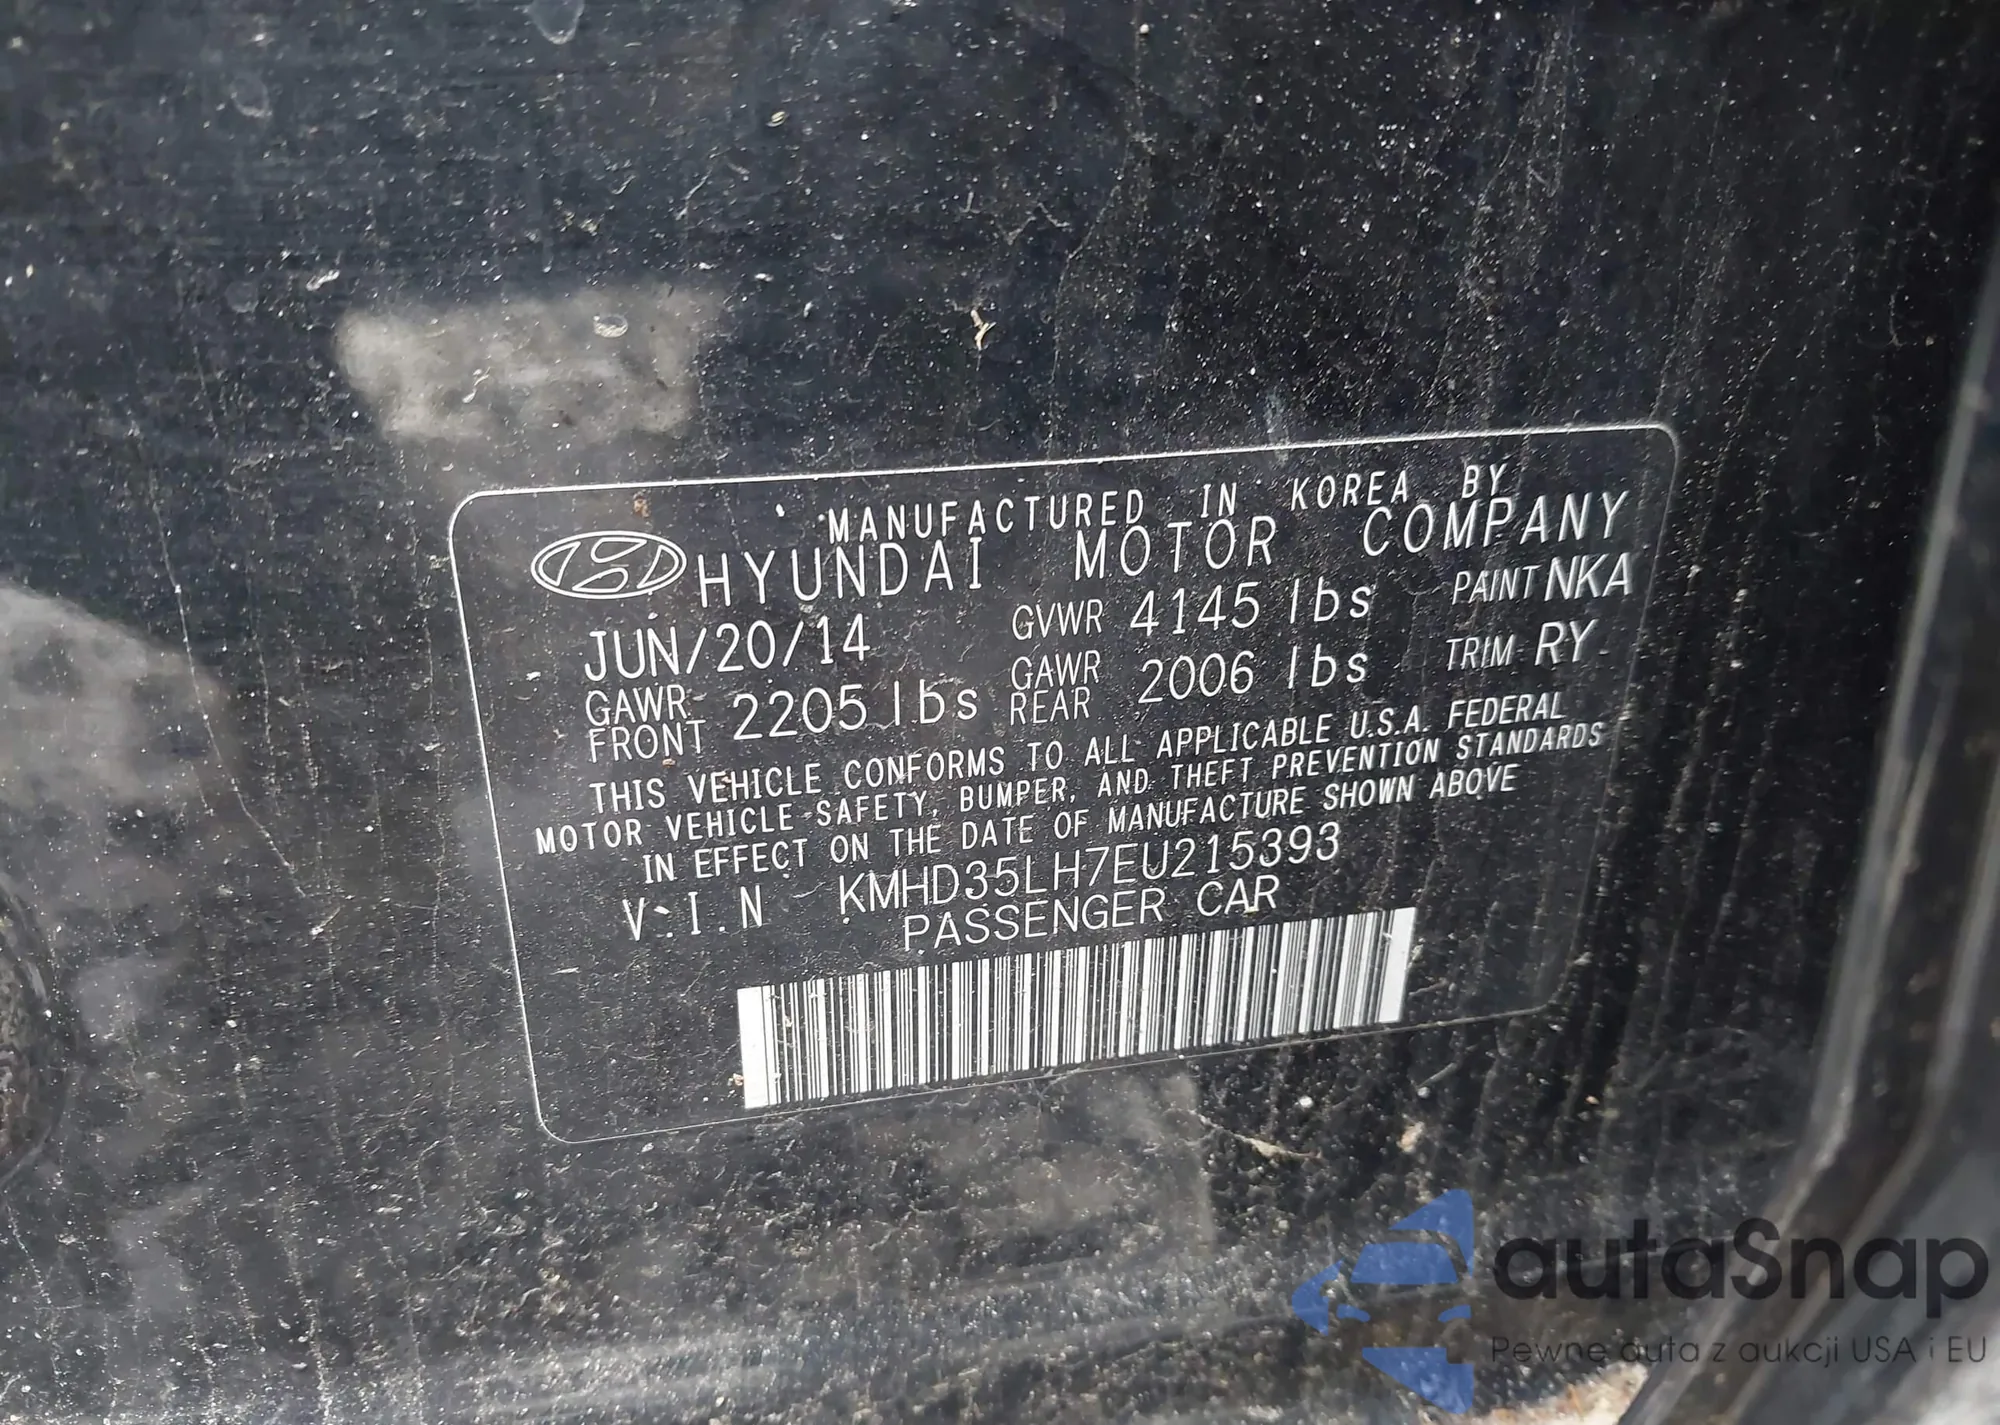 MANUFACTURED IN KOREA BY
HYUNDAI MOTOR COMPANY
JUN/20/14 GVWR 4145 lbs PAINT NKA
GAWR FRONT 2205 lbs GAWR REAR 2006 lbs TRIM RY
THIS VEHICLE CONFORMS TO ALL APPLICABLE U.S.A. FEDERAL
MOTOR VEHICLE SAFETY, BUMPER, AND THEFT PREVENTION STANDARDS
IN EFFECT ON THE DATE OF MANUFACTURE SHOWN ABOVE
V.I.N KMHD35LH7EU215393
PASSENGER CAR
autaSnap
Pewne auta z aukcji USA i EU